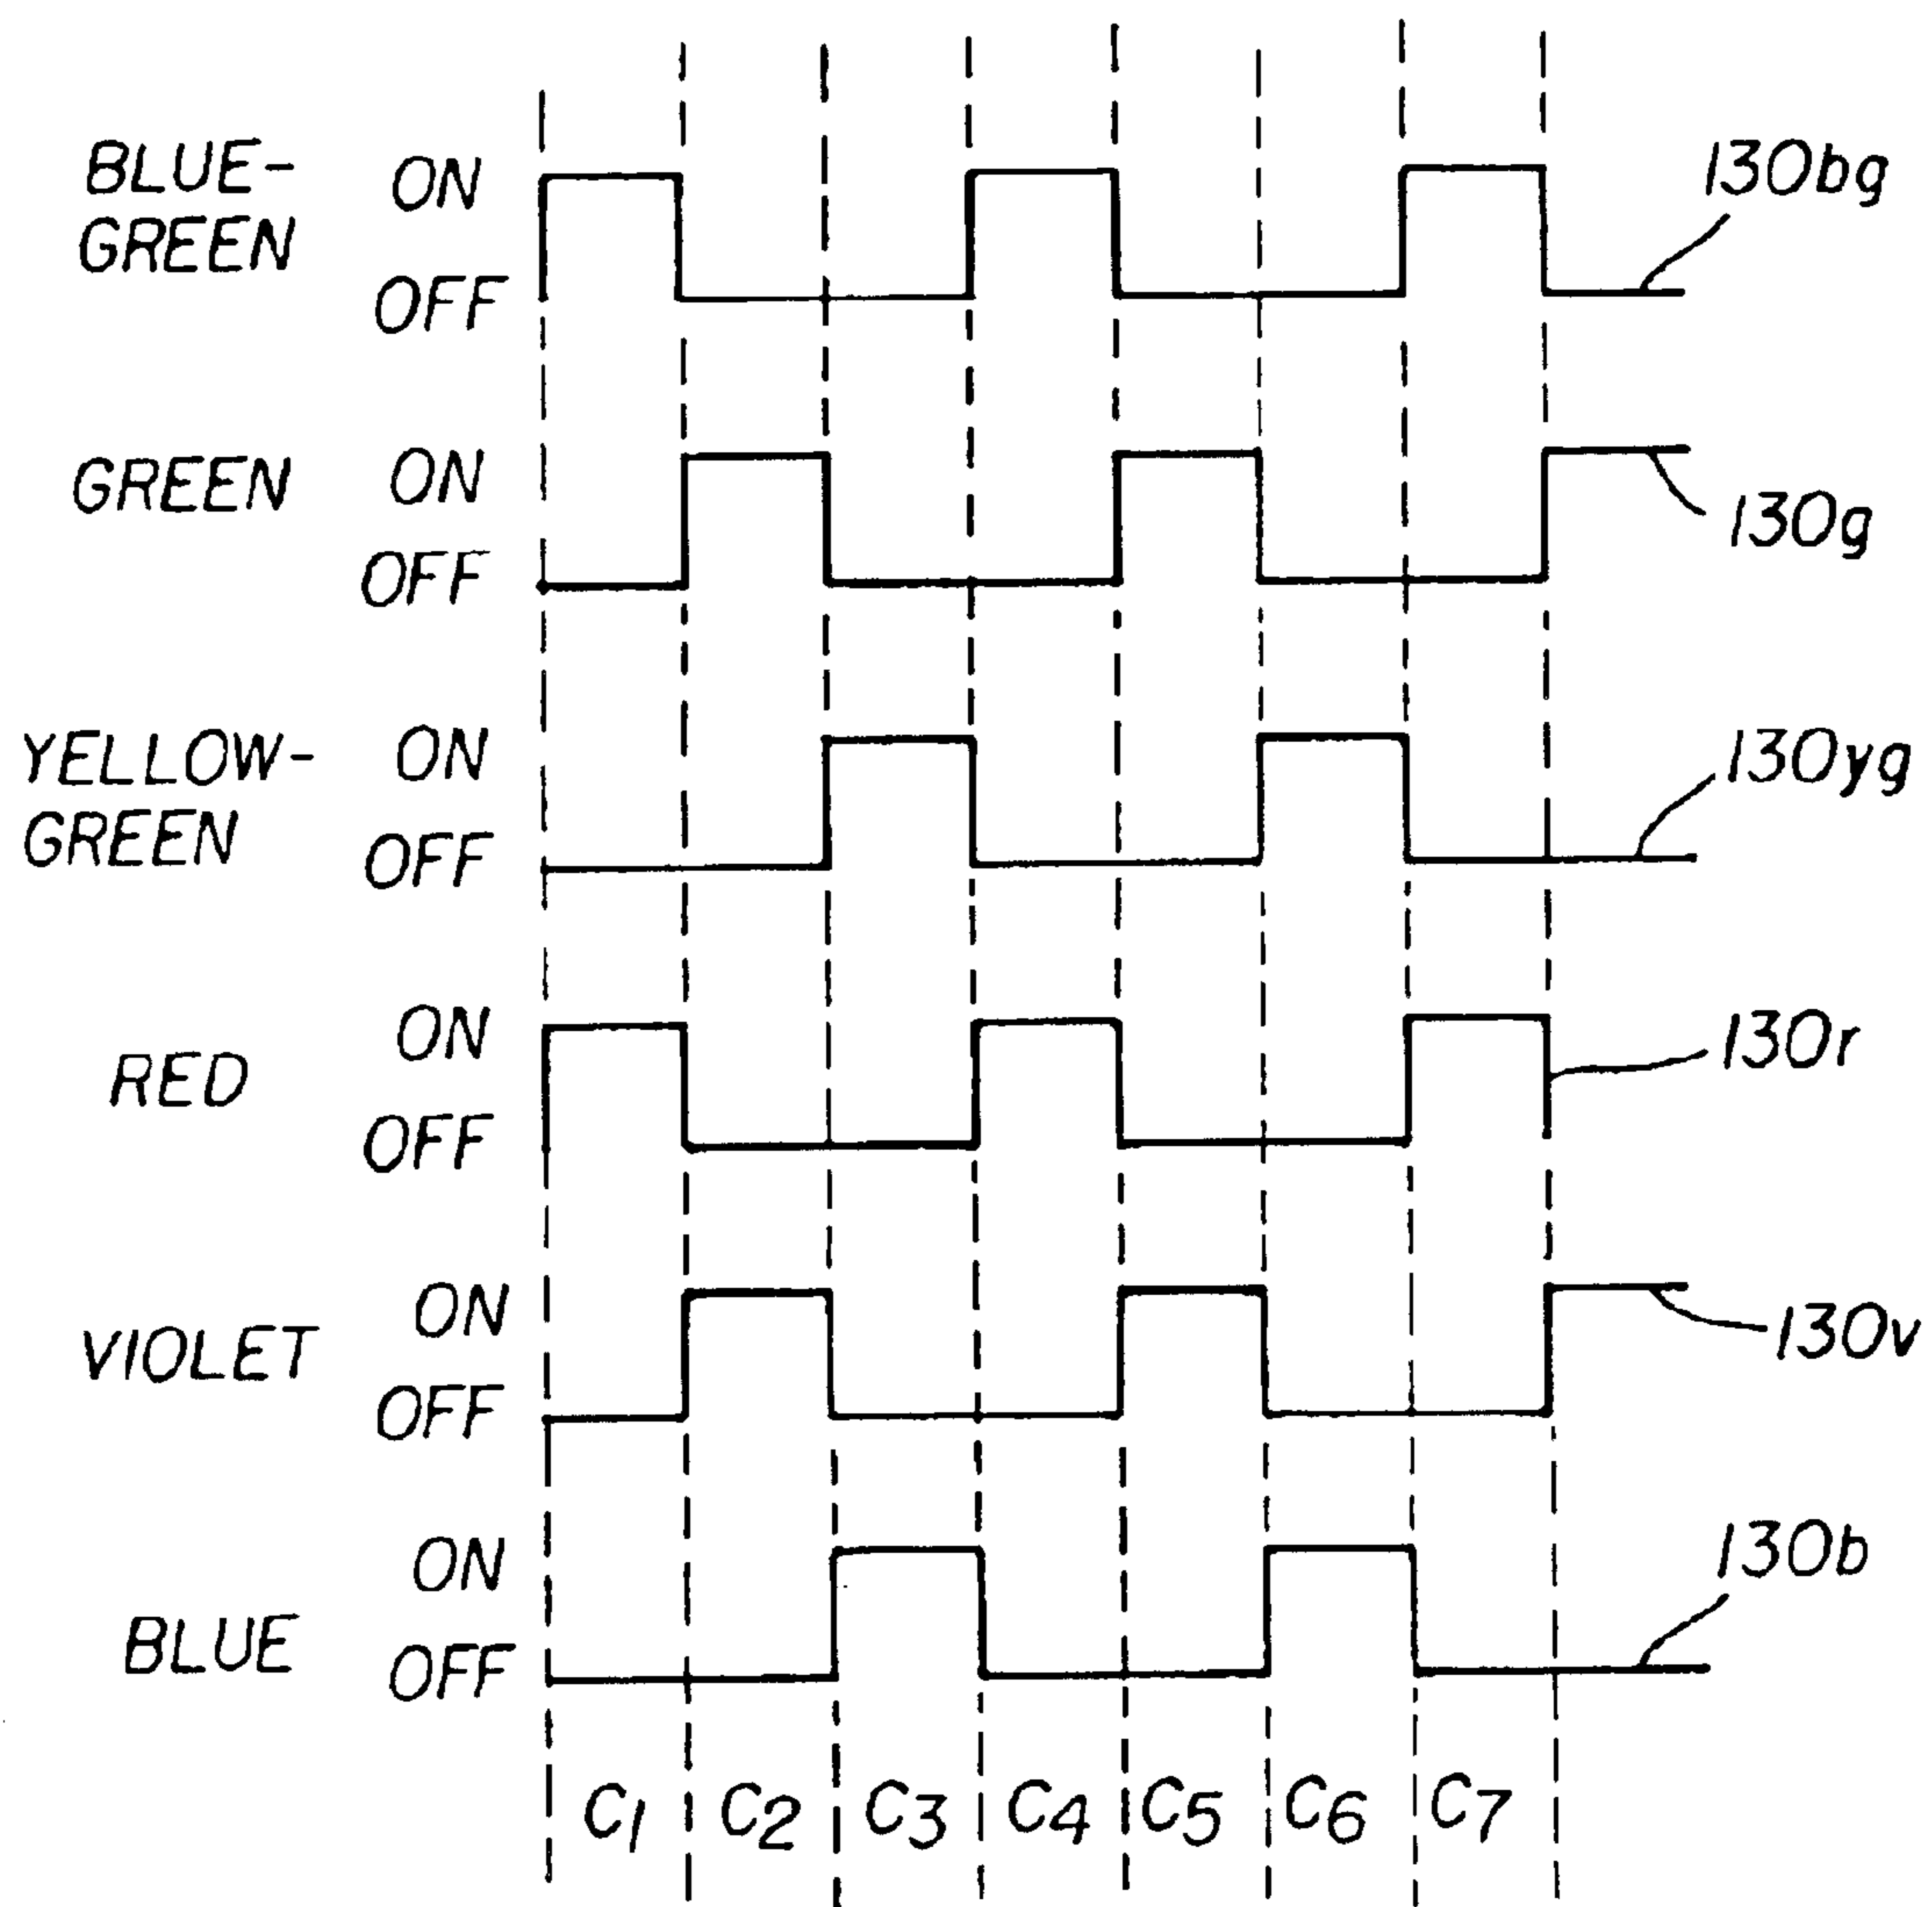 BLUE-
GREEN
ON
OFF
130bg
GREEN
ON
OFF
130g
YELLOW-
GREEN
ON
OFF
130yg
RED
ON
OFF
130r
VIOLET
ON
OFF
130v
BLUE
ON
OFF
130b
C1 C2 C3 C4 C5 C6 C7